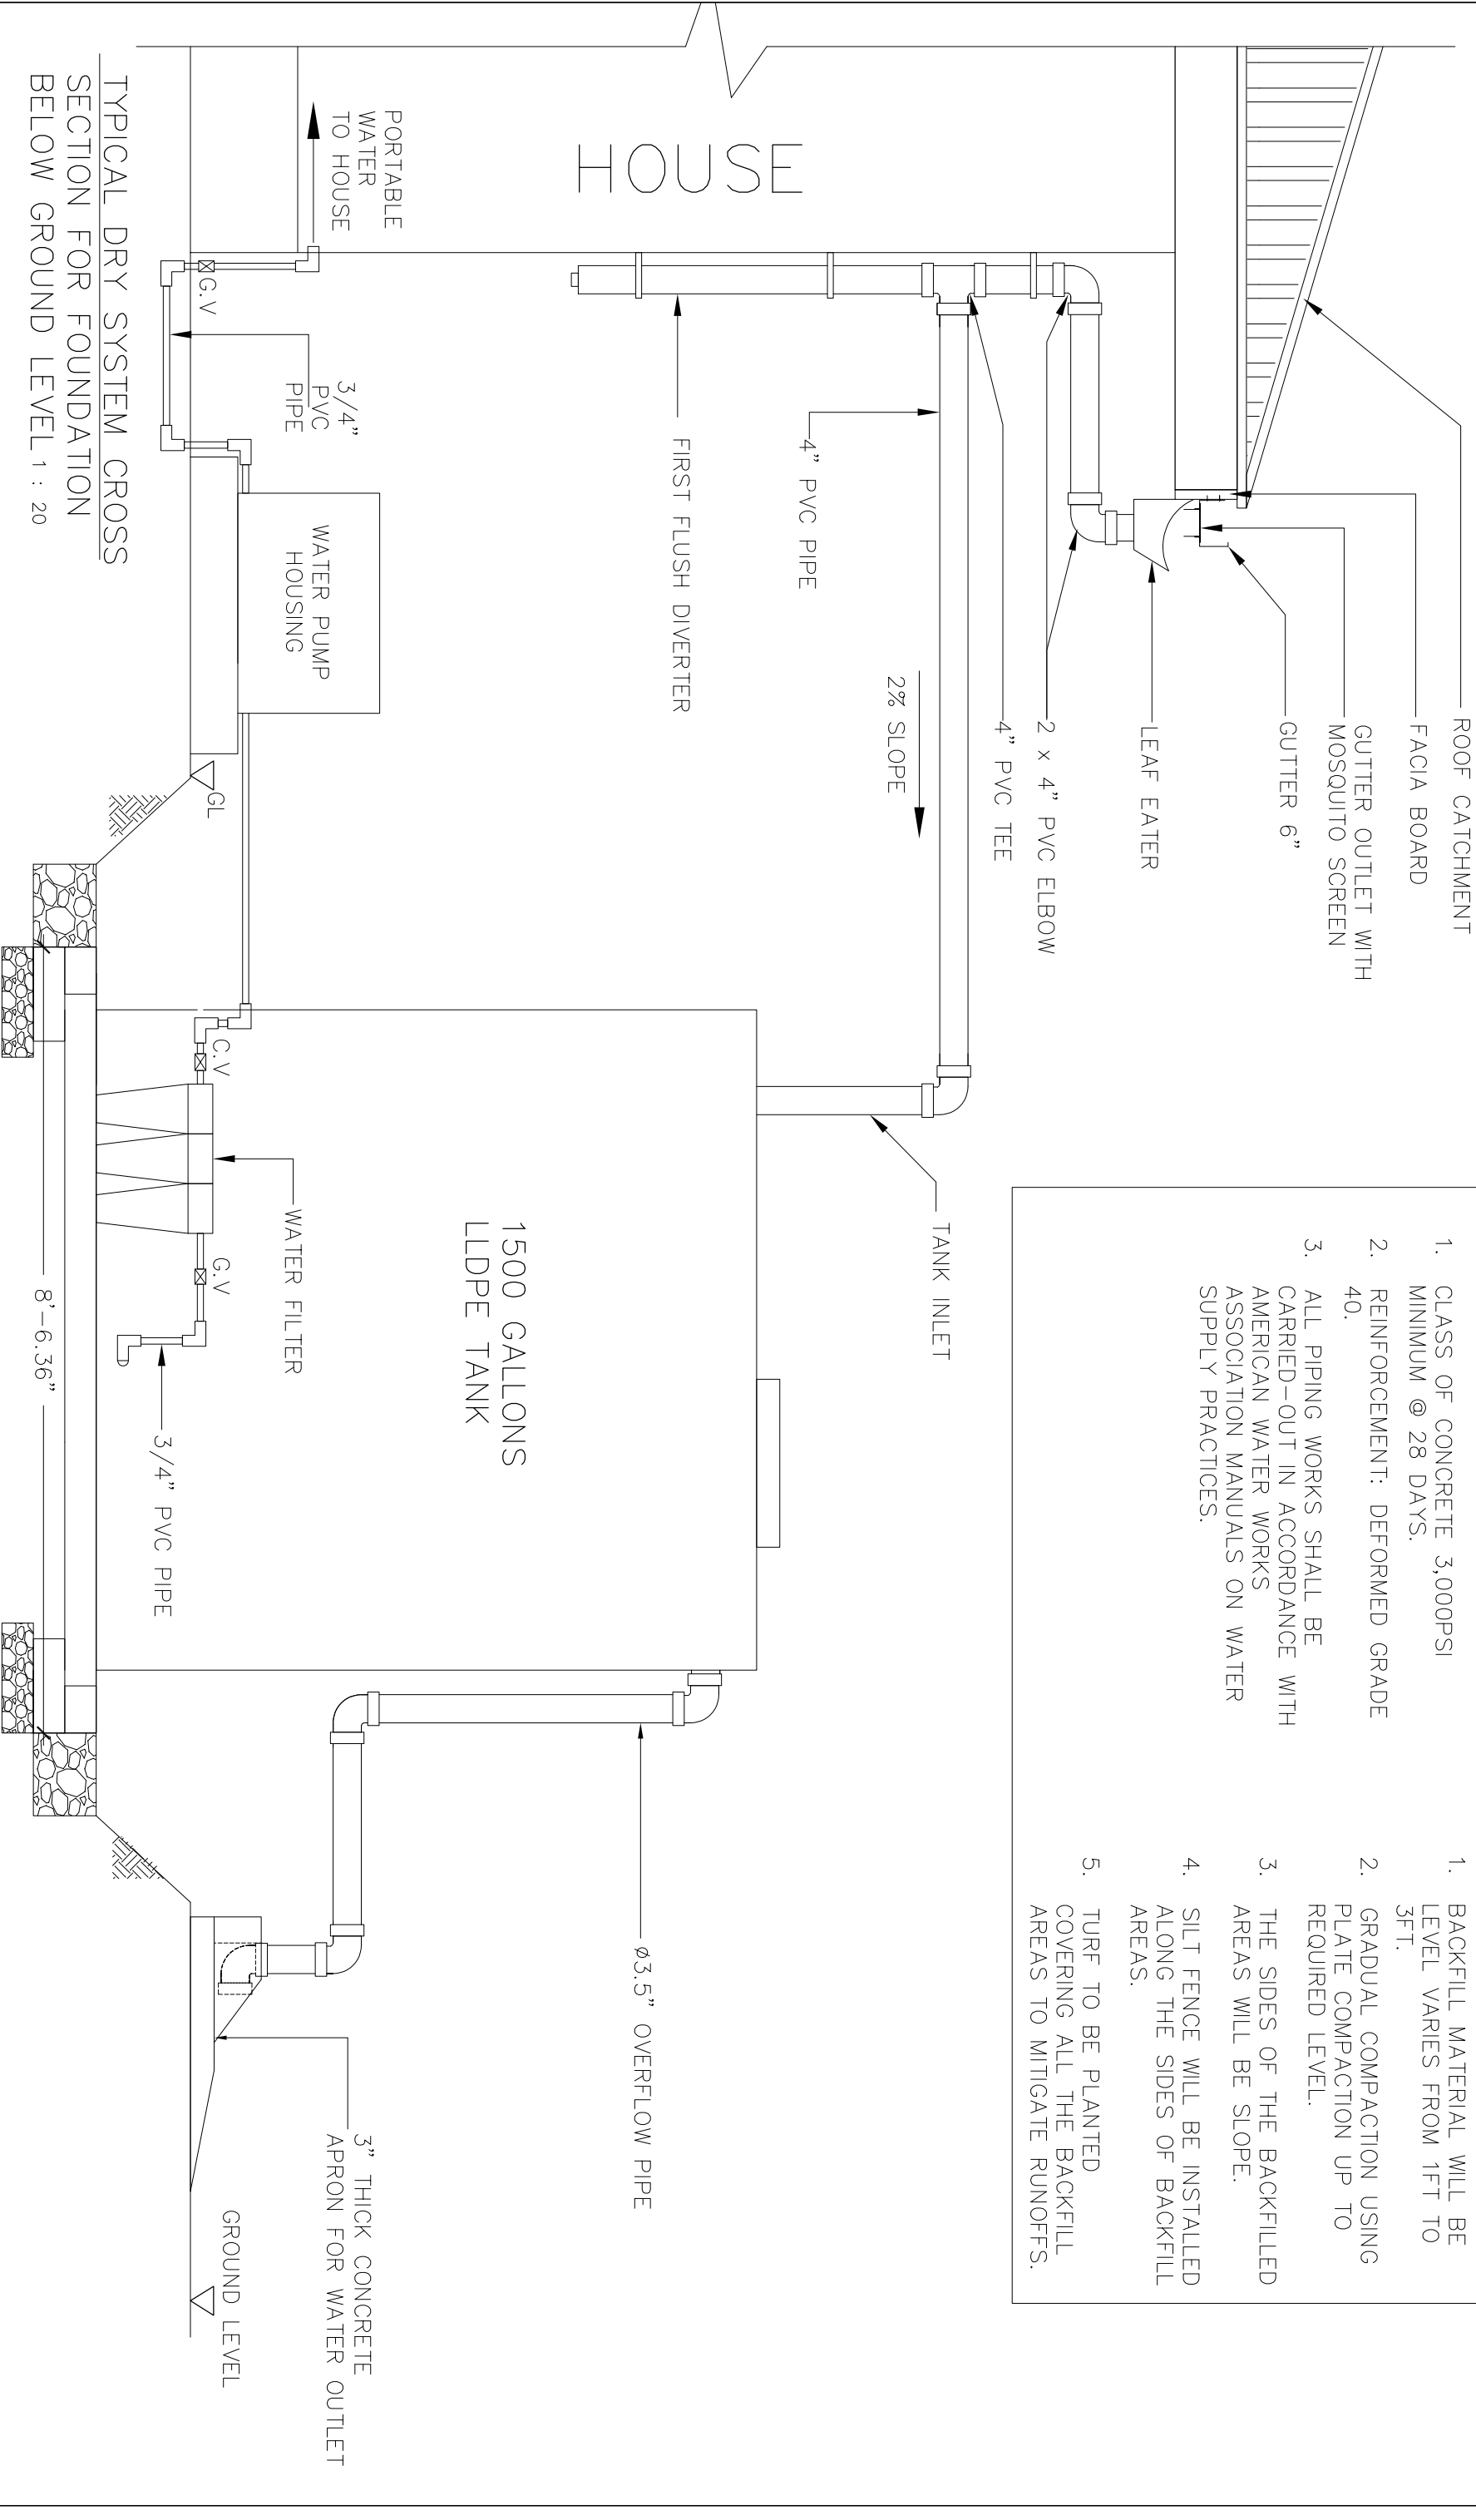 ROOF CATCHMENT
FACIA BOARD
GUTTER OUTLET WITH
MOSQUITO SCREEN
GUTTER 6”
LEAF EATER
2 x 4” PVC ELBOW
4” PVC TEE
2% SLOPE
4” PVC PIPE
FIRST FLUSH DIVERTER
HOUSE
PORTABLE
WATER
TO HOUSE
G.V
3/4”
PVC
PIPE
WATER PUMP
HOUSING
GL
TANK INLET
1500 GALLONS
LLDPE TANK
WATER FILTER
C.V
G.V
3/4” PVC PIPE
8’-6.36”
Ø3.5” OVERFLOW PIPE
3” THICK CONCRETE
APRON FOR WATER OUTLET
GROUND LEVEL
1. CLASS OF CONCRETE 3,000PSI
MINIMUM @ 28 DAYS.
2. REINFORCEMENT: DEFORMED GRADE
40.
3. ALL PIPING WORKS SHALL BE
CARRIED-OUT IN ACCORDANCE WITH
AMERICAN WATER WORKS
ASSOCIATION MANUALS ON WATER
SUPPLY PRACTICES.
1. BACKFILL MATERIAL WILL BE
LEVEL VARIES FROM 1FT TO
3FT.
2. GRADUAL COMPACTION USING
PLATE COMPACTION UP TO
REQUIRED LEVEL.
3. THE SIDES OF THE BACKFILLED
AREAS WILL BE SLOPE.
4. SILT FENCE WILL BE INSTALLED
ALONG THE SIDES OF BACKFILL
AREAS.
5. TURF TO BE PLANTED
COVERING ALL THE BACKFILL
AREAS TO MITIGATE RUNOFFS.
TYPICAL DRY SYSTEM CROSS
SECTION FOR FOUNDATION
BELOW GROUND LEVEL 1 : 20